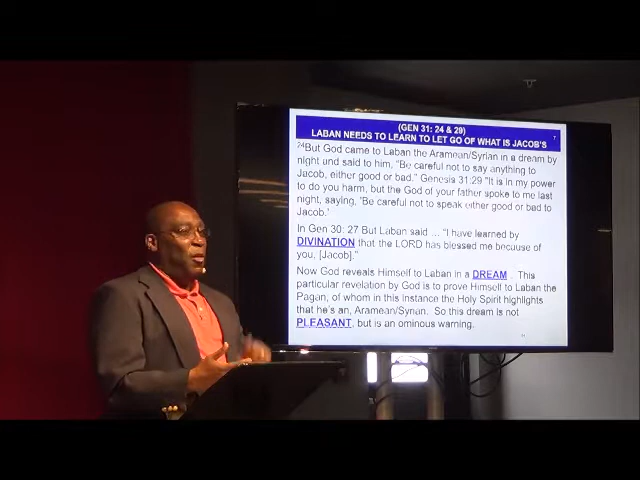 (GEN 31: 24 & 29)
LABAN NEEDS TO LEARN TO LET GO OF WHAT IS JACOB'S
7
24But God came to Laban the Aramean/Syrian in a dream by
night and said to him, "Be careful not to say anything to
Jacob, either good or bad." Genesis 31:29 "It is in my power
to do you harm, but the God of your father spoke to me last
night, saying, 'Be careful not to speak either good or bad to
Jacob.'
In Gen 30: 27 But Laban said ... "I have learned by
DIVINATION that the LORD has blessed me because of
you, [Jacob]."
Now God reveals Himself to Laban in a DREAM . This
particular revelation by God is to prove Himself to Laban the
Pagan, of whom in this instance the Holy Spirit highlights
that he's an, Aramean/Syrian. So this dream is not
PLEASANT, but is an ominous warning.